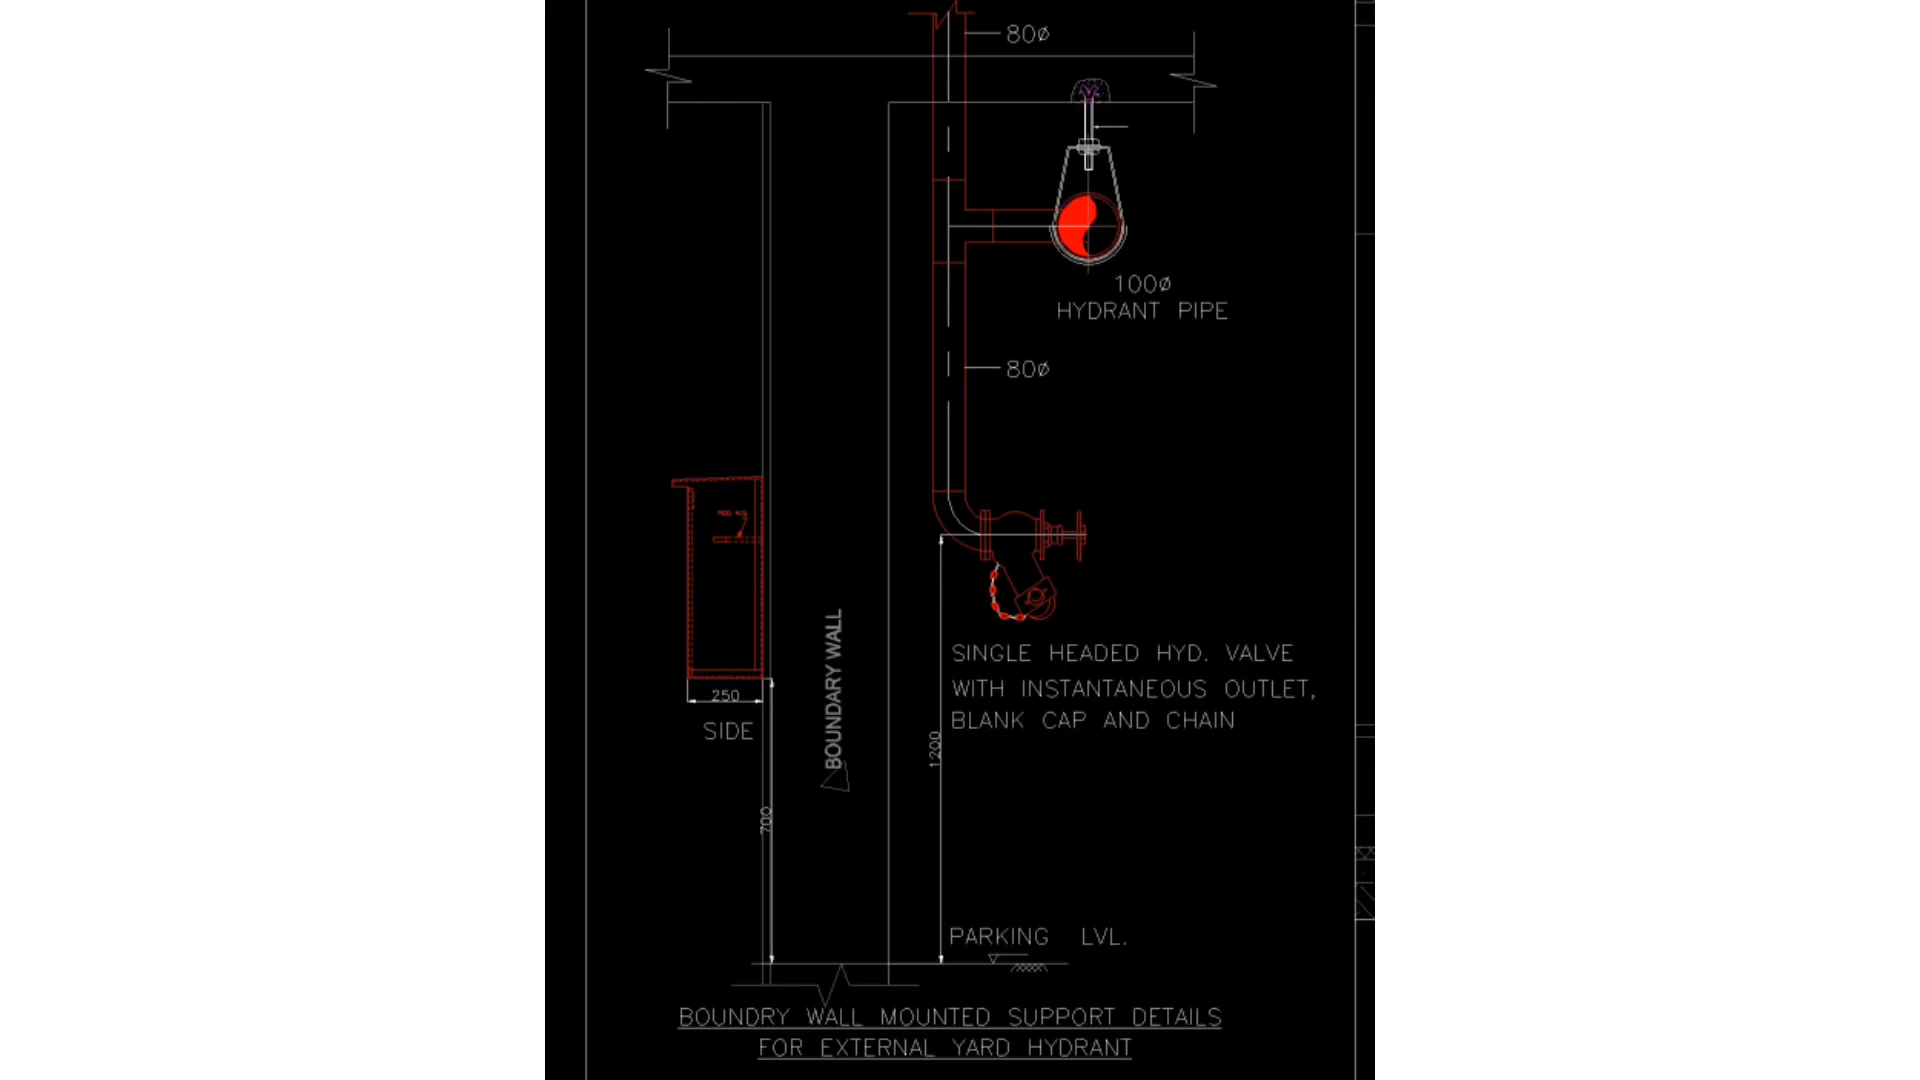 80ø
100ø
HYDRANT PIPE
80ø
250
SIDE
BOUNDARY WALL
700
1200
SINGLE HEADED HYD. VALVE
WITH INSTANTANEOUS OUTLET,
BLANK CAP AND CHAIN
PARKING LVL.
BOUNDRY WALL MOUNTED SUPPORT DETAILS
FOR EXTERNAL YARD HYDRANT